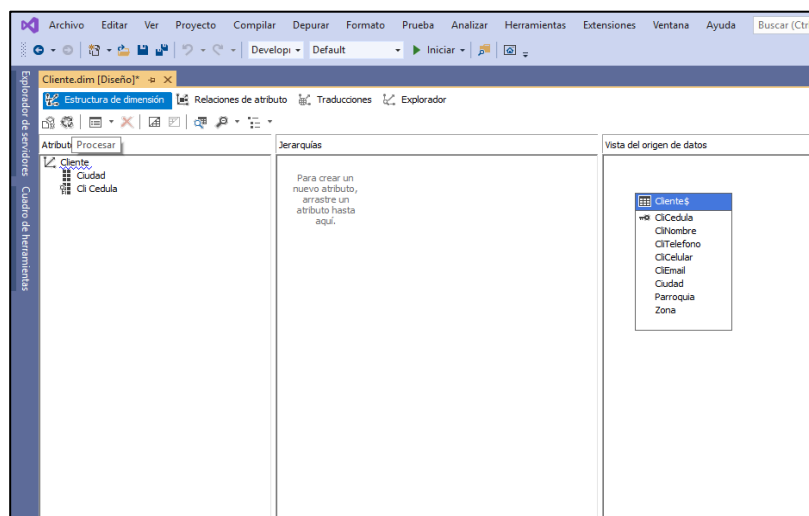 Archivo Editar Ver Proyecto Compilar Depurar Formato Prueba Analizar Herramientas Extensiones Ventana Ayuda Buscar (Ctr
Develop Default Iniciar
Explorador de servidores
Cuadro de herramientas
Cliente.dim [Diseño]*
Estructura de dimensión Relaciones de atributo Traducciones Explorador
Atribut Procesar
Cliente
Ciudad
Cli Cedula
Jerarquías
Para crear un
nuevo atributo,
arrastre un
atributo hasta
aquí.
Vista del origen de datos
Cliente$
CliCedula
CliNombre
CliTelefono
CliCelular
CliEmail
Ciudad
Parroquia
Zona